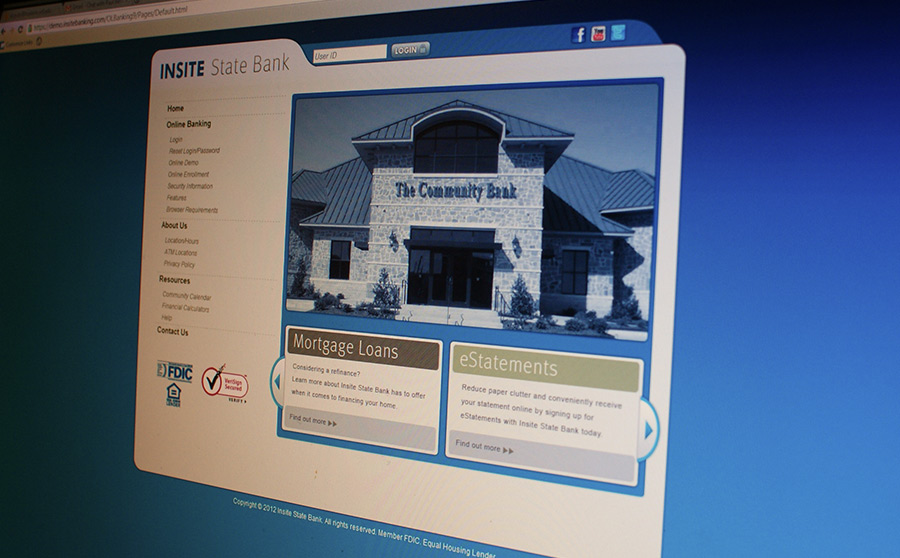 https://demo.insitebanking.com/OLBanking9/Pages/Default.html
INSITE State Bank
User ID
LOGIN
Home
Online Banking
Login
Reset Login/Password
Online Demo
Online Enrollment
Security Information
Features
Browser Requirements
About Us
Location/Hours
ATM Locations
Privacy Policy
Resources
Community Calendar
Financial Calculators
Help
Contact Us
FDIC
VeriSign
Secured
VERIFY
The Community Bank
Mortgage Loans
Considering a refinance?
Learn more about Insite State Bank has to offer
when it comes to financing your home.
Find out more
eStatements
Reduce paper clutter and conveniently receive
your statement online by signing up for
eStatements with Insite State Bank today.
Find out more
Copyright © 2012 Insite State Bank. All rights reserved. Member FDIC. Equal Housing Lender